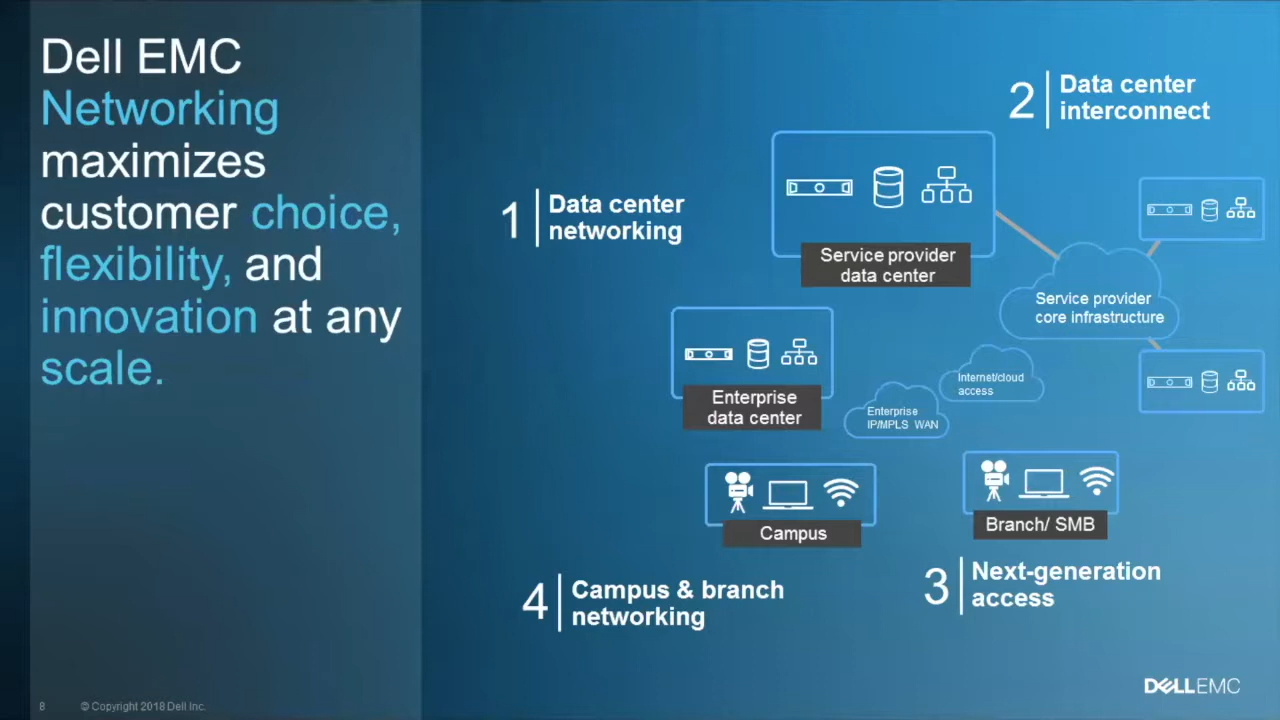 Dell EMC
Networking
maximizes
customer choice,
flexibility, and
innovation at any
scale.
1
Data center
networking
2
Data center
interconnect
Service provider
data center
Service provider
core infrastructure
Enterprise
data center
Internet/cloud
access
Enterprise
IP/MPLS WAN
Campus
Branch/ SMB
4
Campus & branch
networking
3
Next-generation
access
8
© Copyright 2018 Dell Inc.
DELLEMC